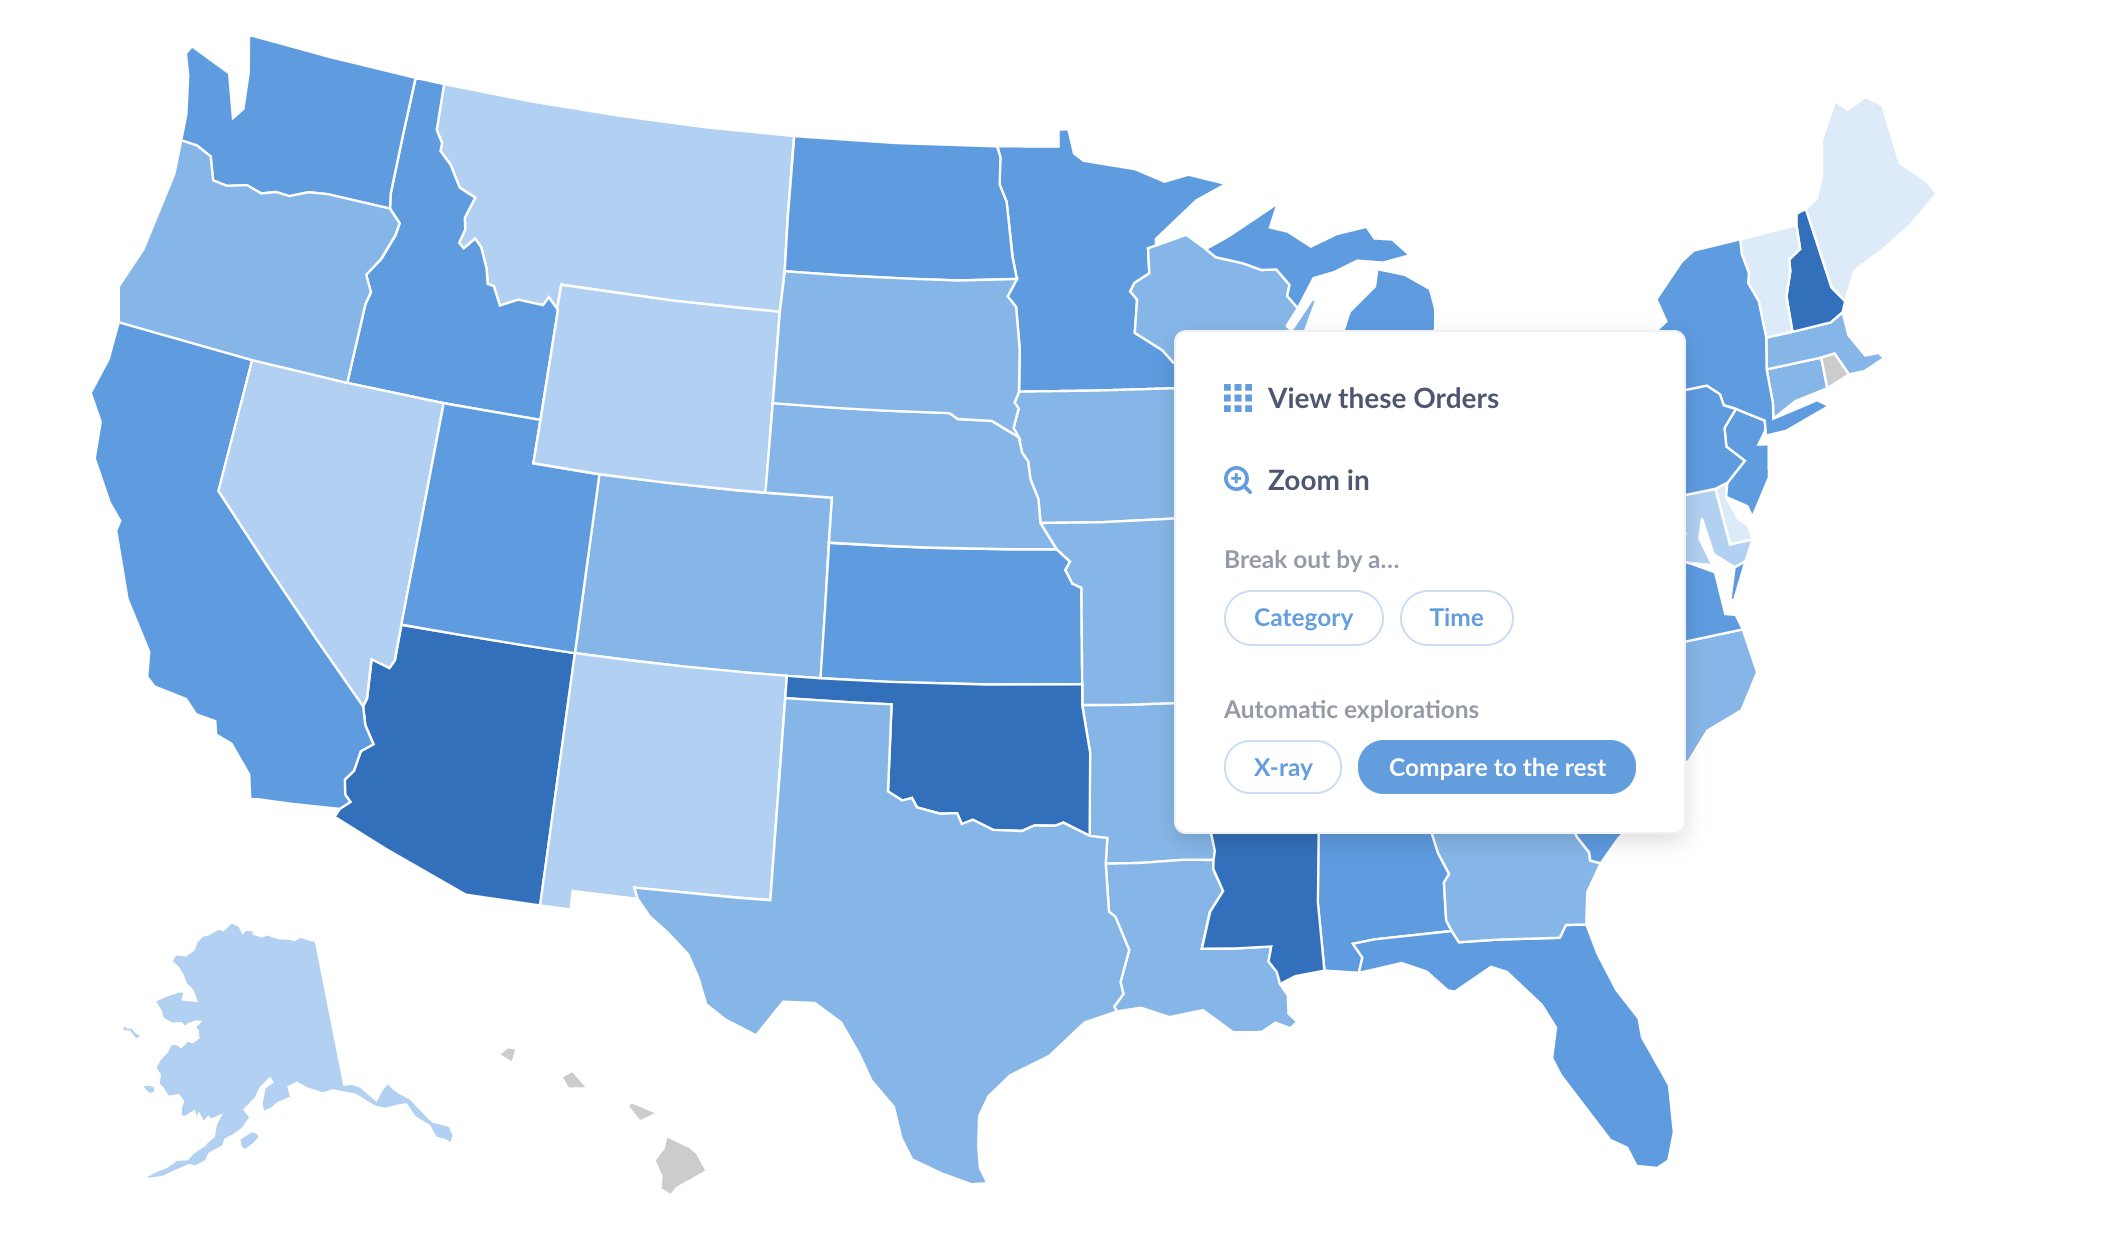 View these Orders
Zoom in
Break out by a...
Category Time
Automatic explorations
X-ray Compare to the rest